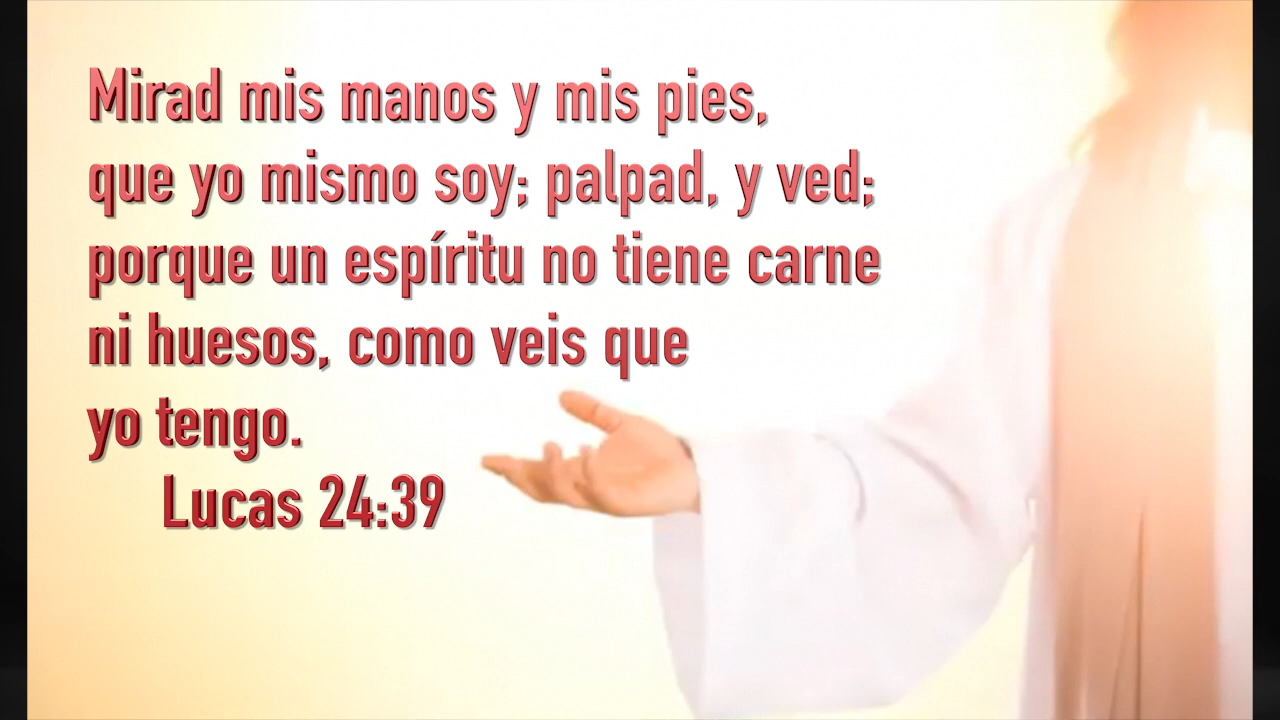 Mirad mis manos y mis pies,
que yo mismo soy; palpad, y ved;
porque un espíritu no tiene carne
ni huesos, como veis que
yo tengo.
Lucas 24:39